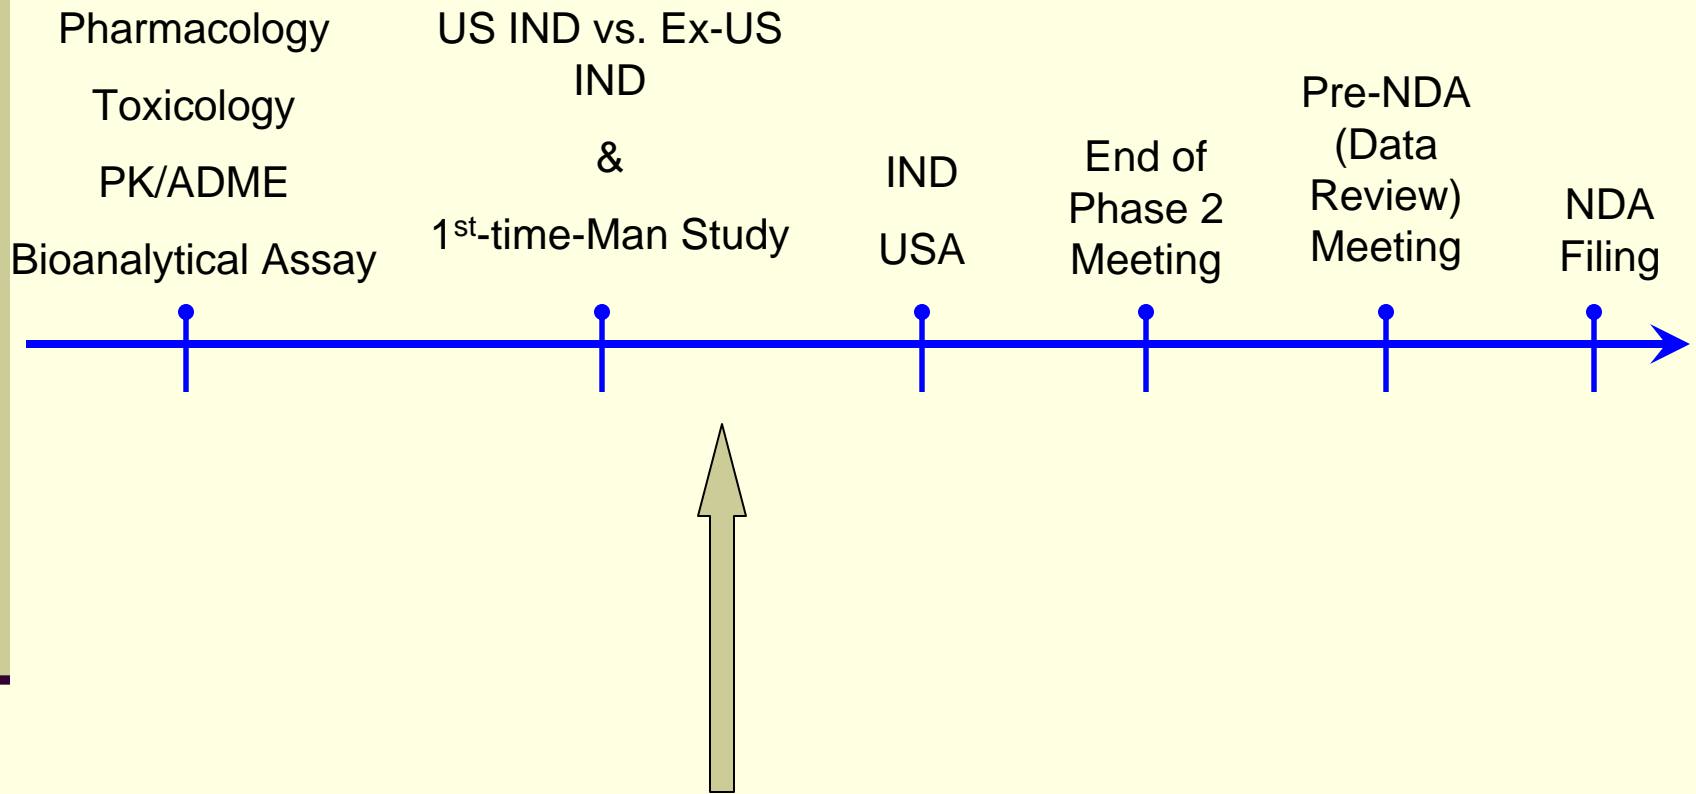 Pharmacology
Toxicology
PK/ADME
Bioanalytical Assay
US IND vs. Ex-US
IND
&
1st-time-Man Study
IND
USA
End of
Phase 2
Meeting
Pre-NDA
(Data
Review)
Meeting
NDA
Filing